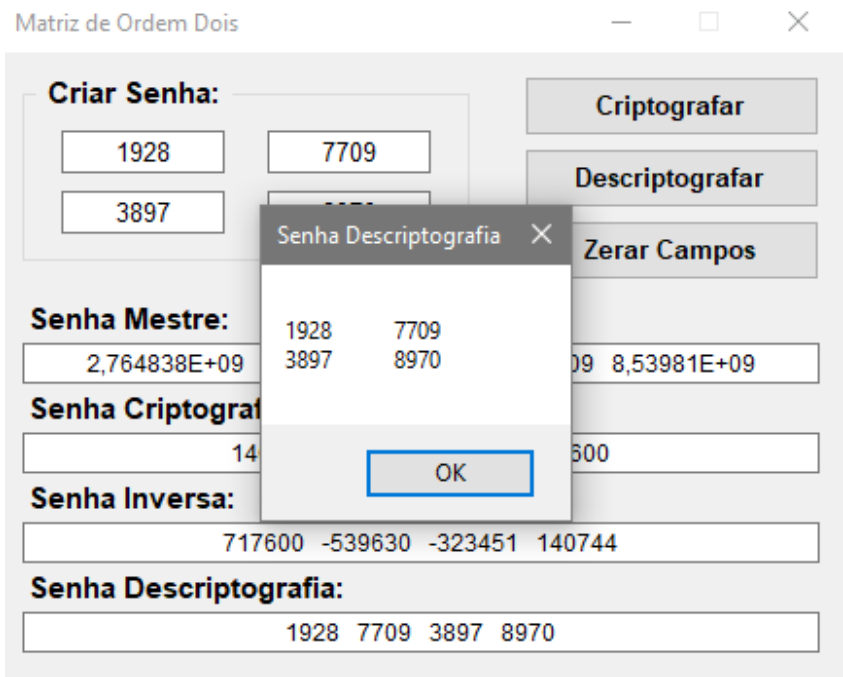 Matriz de Ordem Dois
Criar Senha:
1928 7709
3897
Criptografar
Descriptografar
Zerar Campos
Senha Descriptografia
1928 7709
3897 8970
OK
Senha Mestre:
2,764838E+09 09 8,53981E+09
Senha Criptograf
14 600
Senha Inversa:
717600 -539630 -323451 140744
Senha Descriptografia:
1928 7709 3897 8970